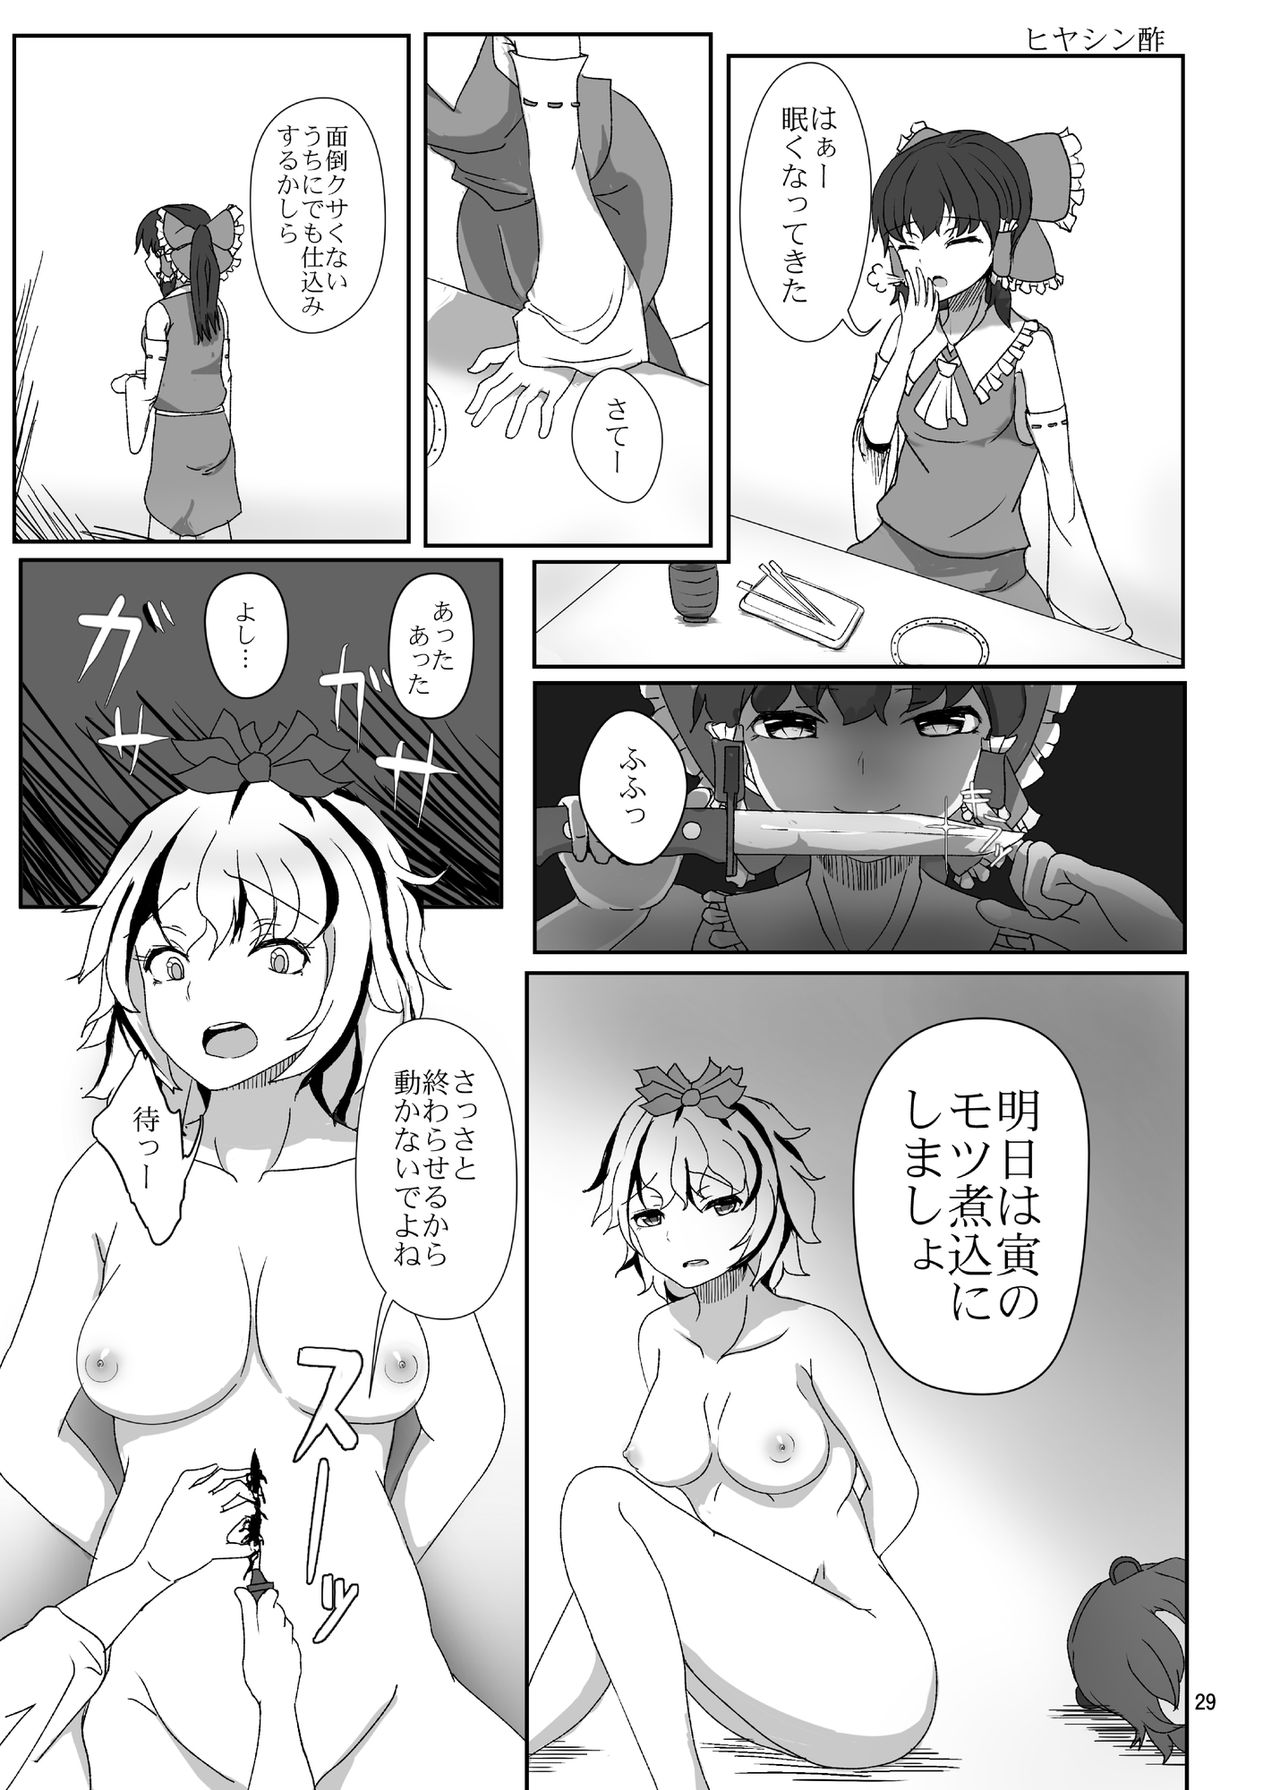 ヒヤシン酢
はぁー
眠くなってきた
さてー
面倒クサくない
うちにでも仕込み
するかしら
ふふっ
キラッ
あった
あった
よし…
ガサガサ
明日は寅の
モツ煮込に
しましょ
さっさと
終わらせるから
動かないでよね
待っー
スーーッ
29